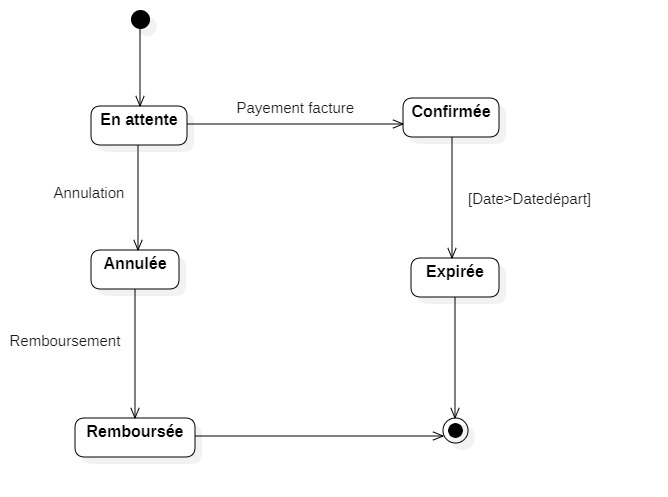 Payement facture
En attente
Confirmée
Annulation
[Date>Datedépart]
Annulée
Expirée
Remboursement
Remboursée